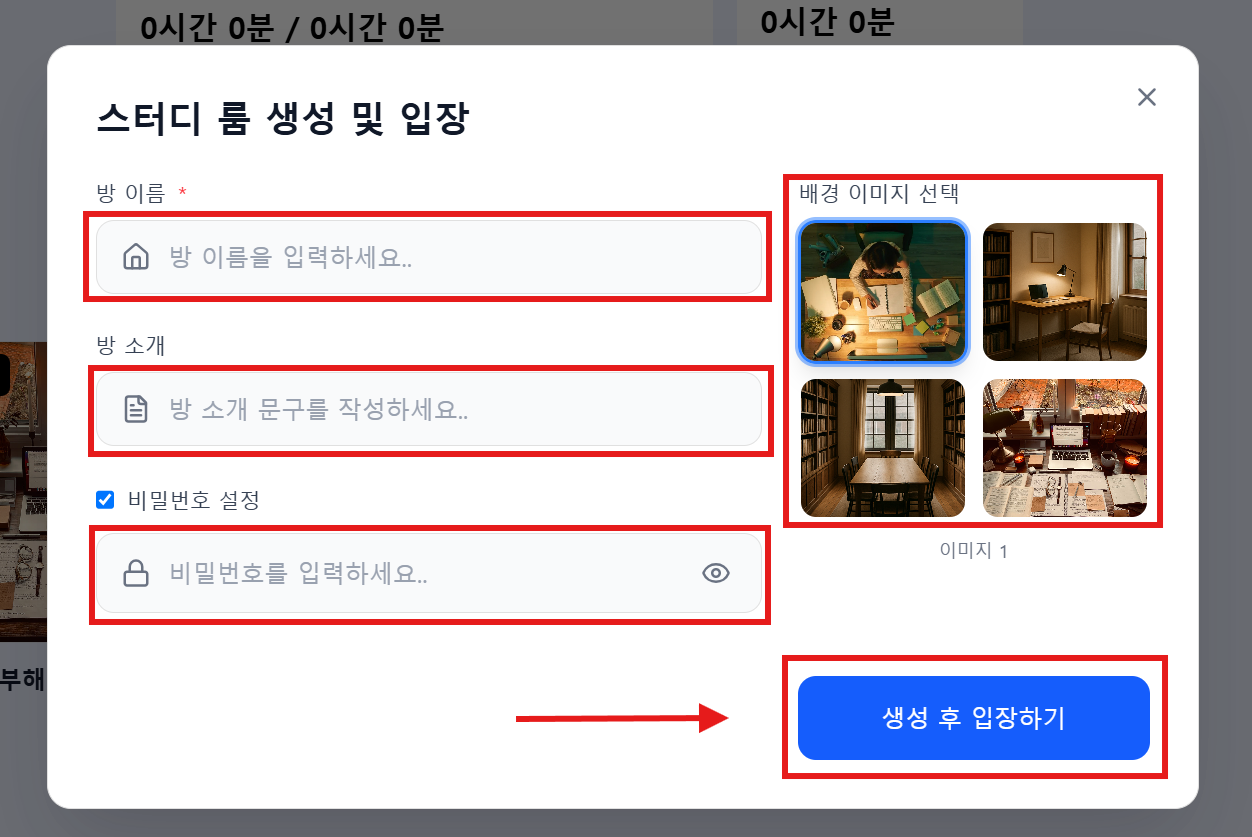 0시간 0분 / 0시간 0분
0시간 0분
스터디 룸 생성 및 입장
방 이름 *
방 이름을 입력하세요..
방 소개
방 소개 문구를 작성하세요..
비밀번호 설정
비밀번호를 입력하세요..
배경 이미지 선택
이미지 1
생성 후 입장하기
부해